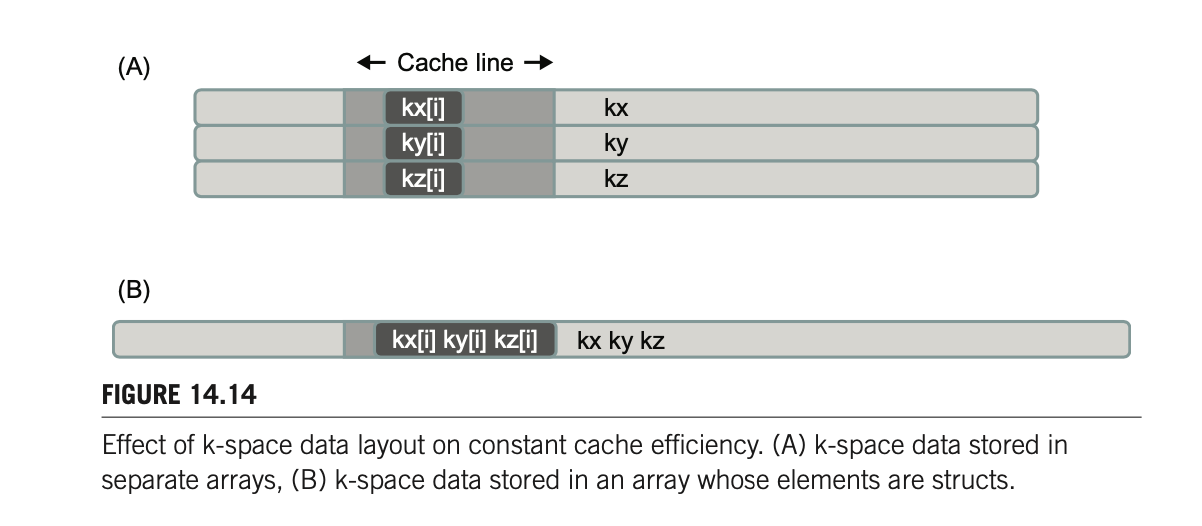 (A)
← Cache line →
kx[i] kx
ky[i] ky
kz[i] kz
(B)
kx[i] ky[i] kz[i] kx ky kz
FIGURE 14.14
Effect of k-space data layout on constant cache efficiency. (A) k-space data stored in
separate arrays, (B) k-space data stored in an array whose elements are structs.